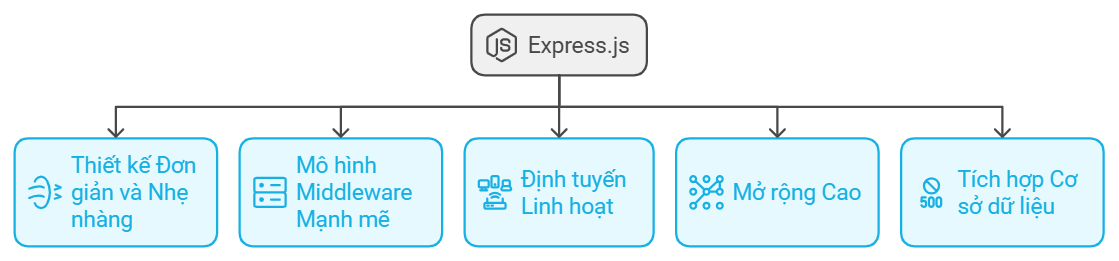 JS Express.js
Thiết kế Đơn
giản và Nhẹ
nhàng
Mô hình
Middleware
Mạnh mẽ
Định tuyến
Linh hoạt
Mở rộng Cao
500
Tích hợp Cơ
sở dữ liệu